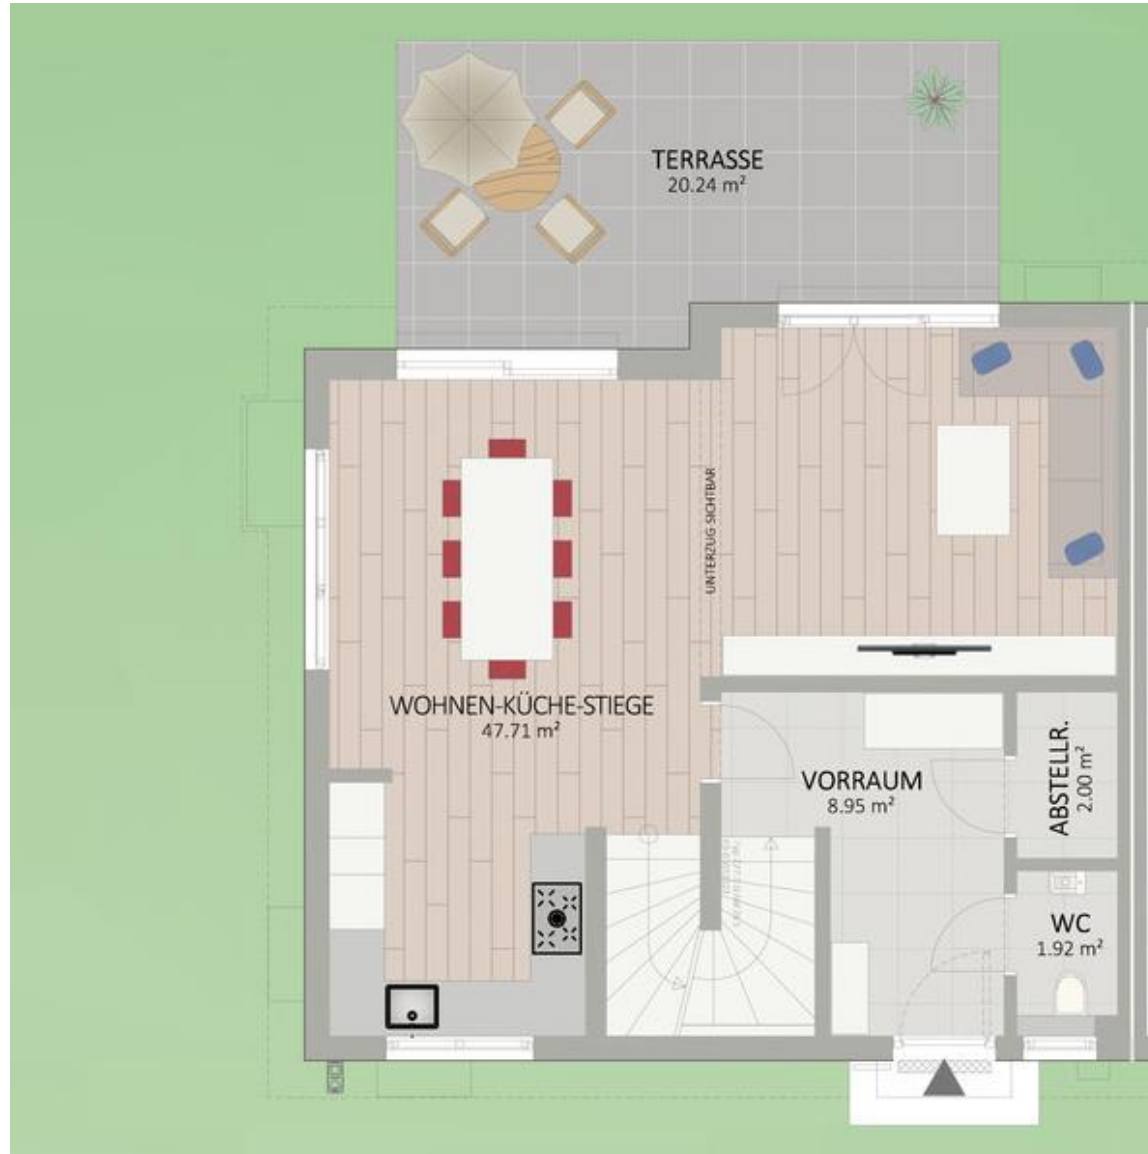 TERRASSE
20.24 m²
UNTERZUG SICHTBAR
WOHNEN-KÜCHE-STIEGE
47.71 m²
VORRAUM
8.95 m²
ABSTELLR.
2.00 m²
WC
1.92 m²